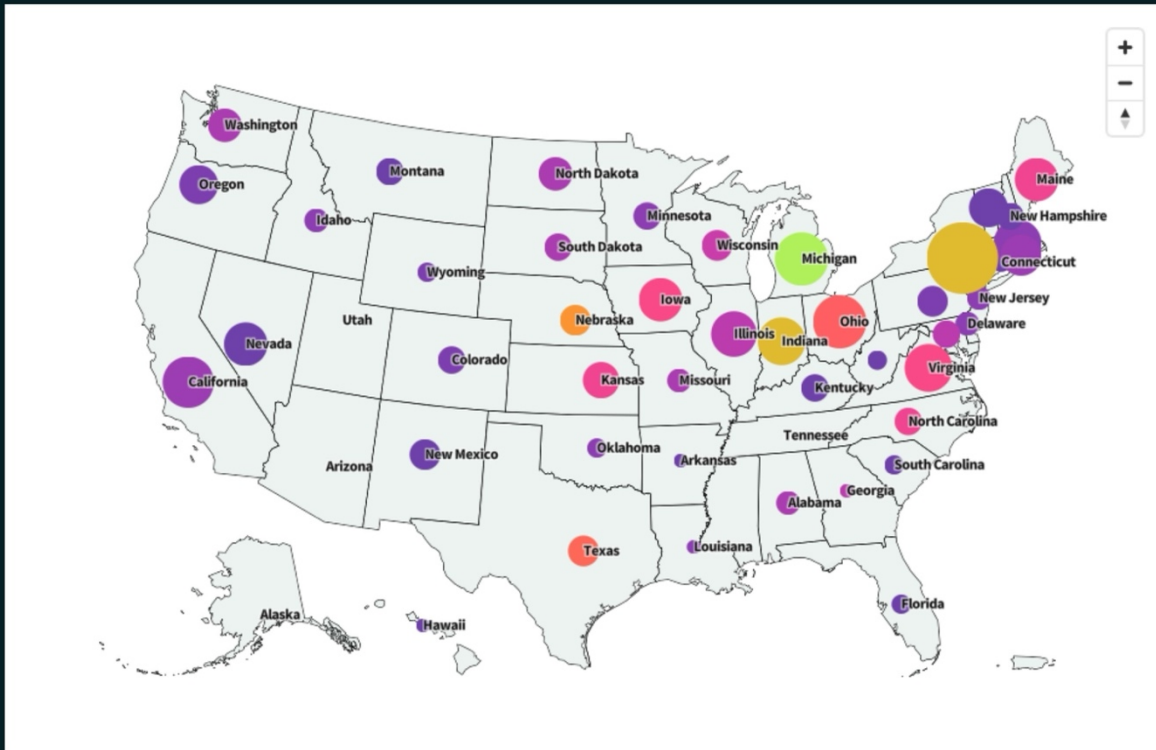 +
−
Washington
Montana
North Dakota
Maine
Oregon
Idaho
Minnesota
New Hampshire
South Dakota
Wisconsin
Michigan
Connecticut
Wyoming
Iowa
New Jersey
Utah
Nebraska
Ohio
Delaware
Nevada
Illinois
Indiana
Colorado
Virginia
California
Kansas
Missouri
Kentucky
North Carolina
Tennessee
Oklahoma
New Mexico
Arkansas
South Carolina
Arizona
Georgia
Alabama
Texas
Louisiana
Florida
Alaska
Hawaii